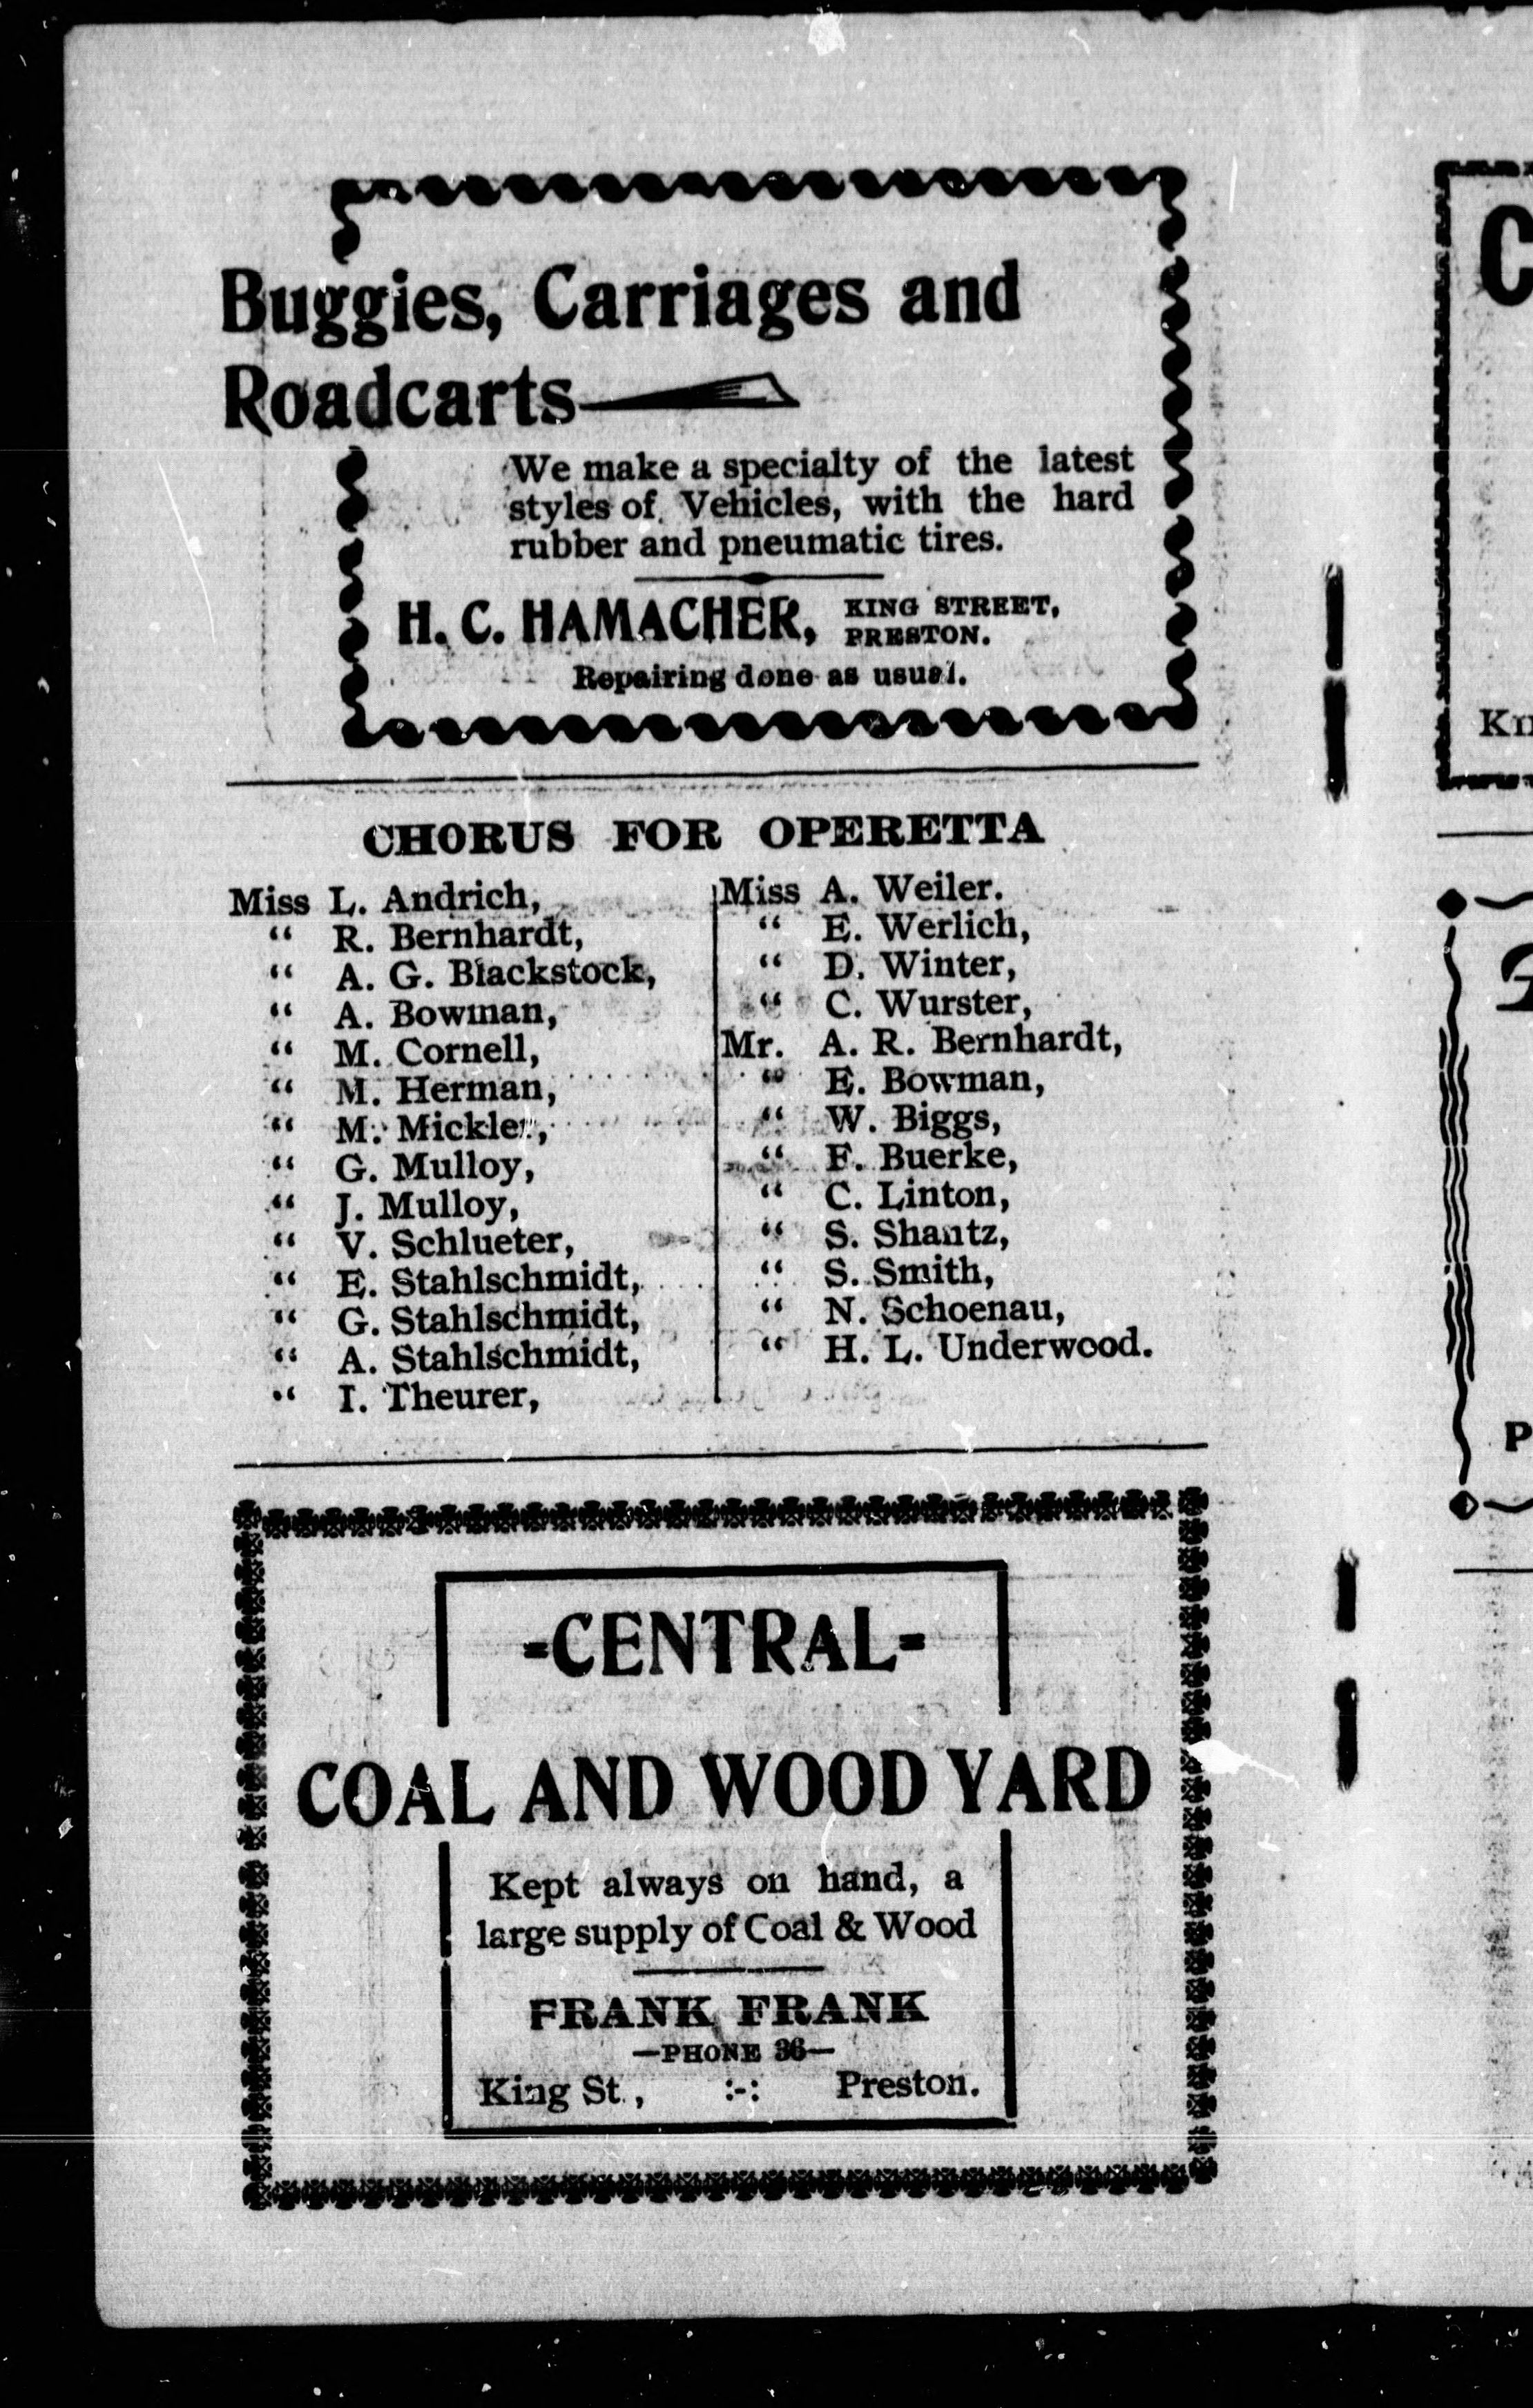 Buggies, Carriages and
Roadcarts
We make a specialty of the latest
styles of Vehicles, with the hard
rubber and pneumatic tires.
H. C. HAMACHER, KING STREET,
PRESTON.
Repairing done as usual.
CHORUS FOR OPERETTA
Miss L. Andrich,
“ R. Bernhardt,
“ A. G. Blackstock,
“ A. Bowman,
“ M. Cornell,
“ M. Herman,
“ M. Mickler,
“ G. Mulloy,
“ J. Mulloy,
“ V. Schlueter,
“ E. Stahlschmidt,
“ G. Stahlschmidt,
“ A. Stahlschmidt,
“ I. Theurer,
Miss A. Weiler.
“ E. Werlich,
“ D. Winter,
“ C. Wurster,
Mr. A. R. Bernhardt,
“ E. Bowman,
“ W. Biggs,
“ F. Buerke,
“ C. Linton,
“ S. Shantz,
“ S. Smith,
“ N. Schoenau,
“ H. L. Underwood.
-CENTRAL-
COAL AND WOOD YARD
Kept always on hand, a
large supply of Coal & Wood
FRANK FRANK
—PHONE 36—
King St., :-: Preston.